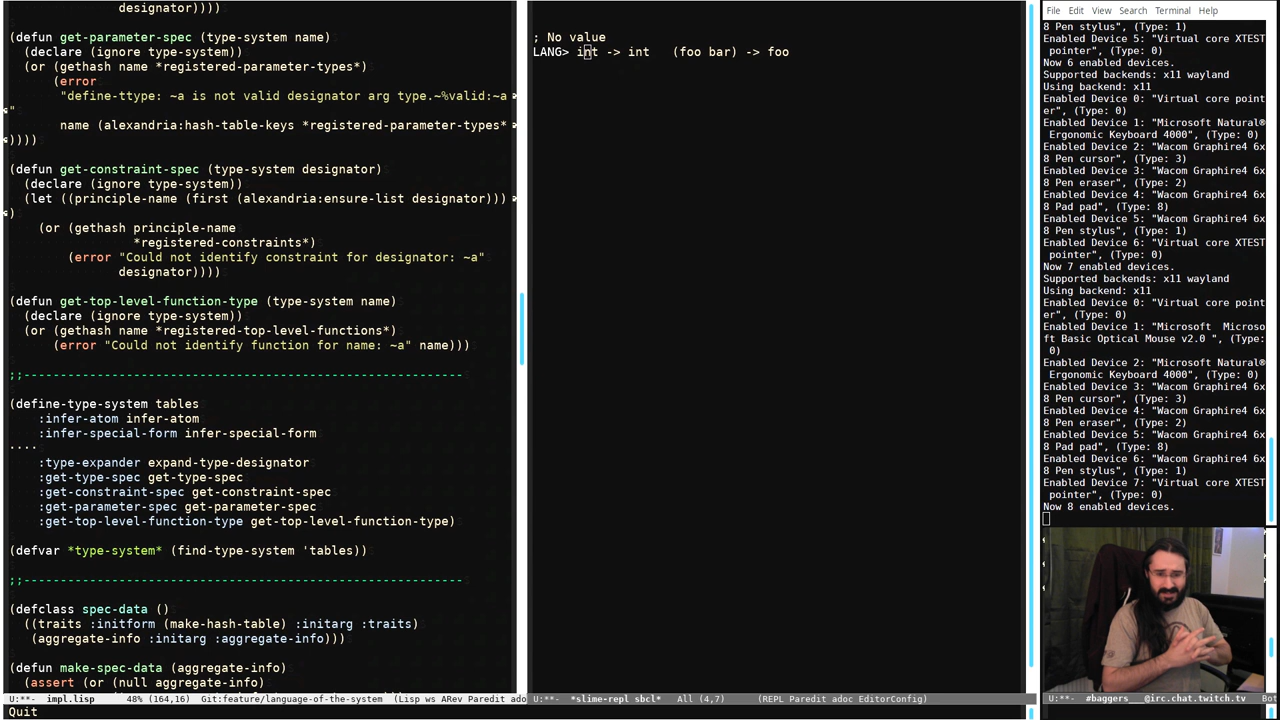 designator))))
(defun get-parameter-spec (type-system name)
(declare (ignore type-system))
(or (gethash name *registered-parameter-types*)
(error
"define-ttype: ~a is not valid designator arg type.~%valid:~a
"
name (alexandria:hash-table-keys *registered-parameter-types*
))))
(defun get-constraint-spec (type-system designator)
(declare (ignore type-system))
(let ((principle-name (first (alexandria:ensure-list designator)))
)
(or (gethash principle-name
*registered-constraints*)
(error "Could not identify constraint for designator: ~a"
designator))))
(defun get-top-level-function-type (type-system name)
(declare (ignore type-system))
(or (gethash name *registered-top-level-functions*)
(error "Could not identify function for name: ~a" name)))
;;------------------------------------------------------------
(define-type-system tables
:infer-atom infer-atom
:infer-special-form infer-special-form
....
:type-expander expand-type-designator
:get-type-spec get-type-spec
:get-constraint-spec get-constraint-spec
:get-parameter-spec get-parameter-spec
:get-top-level-function-type get-top-level-function-type)
(defvar *type-system* (find-type-system 'tables))
;;------------------------------------------------------------
(defclass spec-data ()
((traits :initform (make-hash-table) :initarg :traits)
(aggregate-info :initarg :aggregate-info)))
(defun make-spec-data (aggregate-info)
(assert (or (null aggregate-info)
U:**- impl.lisp 48% (164,16) Git:feature/language-of-the-system (Lisp ws ARev Paredit ado
Quit
; No value
LANG> int -> int (foo bar) -> foo
U:**- *slime-repl sbcl* All (4,7) (REPL Paredit adoc EditorConfig)
File Edit View Search Terminal Help
8 Pen stylus", (Type: 1)
Enabled Device 5: "Virtual core XTEST
pointer", (Type: 0)
Now 6 enabled devices.
Supported backends: x11 wayland
Using backend: x11
Enabled Device 0: "Virtual core point
er", (Type: 0)
Enabled Device 1: "Microsoft Natural®
Ergonomic Keyboard 4000", (Type: 0)
Enabled Device 2: "Wacom Graphire4 6x
8 Pen cursor", (Type: 3)
Enabled Device 3: "Wacom Graphire4 6x
8 Pen eraser", (Type: 2)
Enabled Device 4: "Wacom Graphire4 6x
8 Pad pad", (Type: 8)
Enabled Device 5: "Wacom Graphire4 6x
8 Pen stylus", (Type: 1)
Enabled Device 6: "Virtual core XTEST
pointer", (Type: 0)
Now 7 enabled devices.
Supported backends: x11 wayland
Using backend: x11
Enabled Device 0: "Virtual core point
er", (Type: 0)
Enabled Device 1: "Microsoft Microso
ft Basic Optical Mouse v2.0 ", (Type:
0)
Enabled Device 2: "Microsoft Natural®
Ergonomic Keyboard 4000", (Type: 0)
Enabled Device 3: "Wacom Graphire4 6x
8 Pen cursor", (Type: 3)
Enabled Device 4: "Wacom Graphire4 6x
8 Pen eraser", (Type: 2)
Enabled Device 5: "Wacom Graphire4 6x
8 Pad pad", (Type: 8)
Enabled Device 6: "Wacom Graphire4 6x
8 Pen stylus", (Type: 1)
Enabled Device 7: "Virtual core XTEST
pointer", (Type: 0)
Now 8 enabled devices.
U:**- #baggers__@irc.chat.twitch.tv Bot